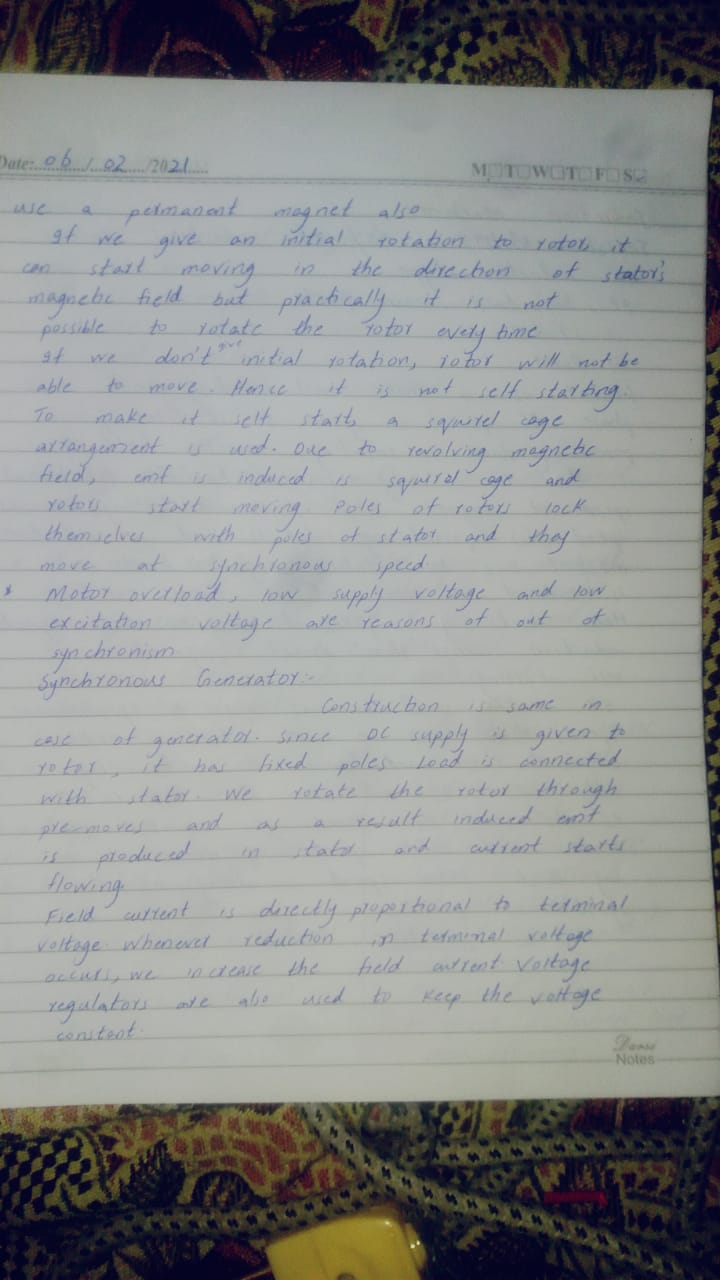 Date: 06 / 02 /2021
M T W T F S
use a permanent magnet also
If we give an initial rotation to rotor, it
can start moving in the direction of stator's
magnetic field but practically it is not
possible to rotate the rotor every time
If we don't give initial rotation, rotor will not be
able to move. Hence it is not self starting.
To make it self start, a squirel cage
arrangement is used. Due to revolving magnetic
field, emf is induced is squirel cage and
rotors start moving Poles of rotors lock
themselves with poles of stator and they
move at synchronous speed
* Motor overload, low supply voltage and low
excitation voltage are reasons of out of
synchronism
Synchronous Generator:-
Construction is same in
case of generator. Since DC supply is given to
rotor, it has fixed poles Load is connected
with stator. We rotate the rotor through
pre-moves and as a result induced emf
is produced in stator and current starts
flowing.
Field current is directly proportional to terminal
voltage. Whenever reduction in terminal voltage
occurs, we increase the field current. Voltage
regulators are also used to keep the voltage
constant.
Notes